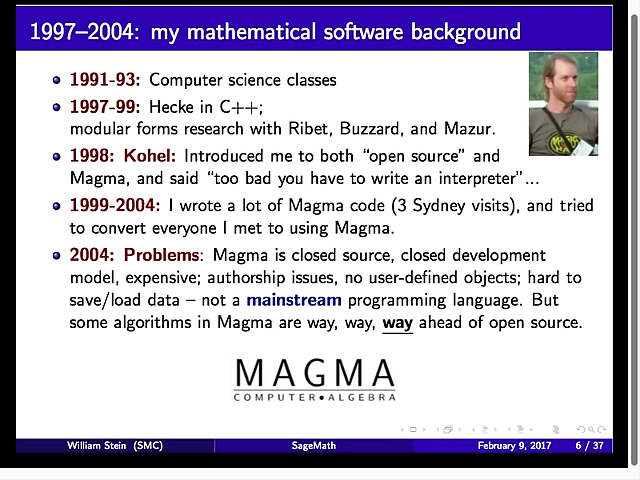 1997–2004: my mathematical software background
1991-93: Computer science classes
1997-99: Hecke in C++;
modular forms research with Ribet, Buzzard, and Mazur.
1998: Kohel: Introduced me to both “open source” and
Magma, and said “too bad you have to write an interpreter”...
1999-2004: I wrote a lot of Magma code (3 Sydney visits), and tried
to convert everyone I met to using Magma.
2004: Problems: Magma is closed source, closed development
model, expensive; authorship issues, no user-defined objects; hard to
save/load data – not a mainstream programming language. But
some algorithms in Magma are way, way, way ahead of open source.
MAGMA
COMPUTER•ALGEBRA
William Stein (SMC) SageMath February 9, 2017 6 / 37